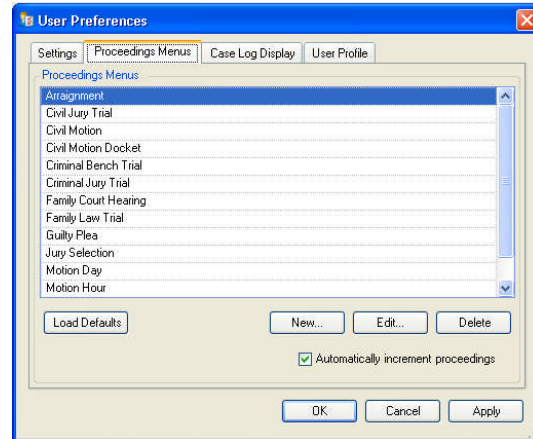 User Preferences
Settings Proceedings Menus Case Log Display User Profile
Proceedings Menus
Arraignment
Civil Jury Trial
Civil Motion
Civil Motion Docket
Criminal Bench Trial
Criminal Jury Trial
Family Court Hearing
Family Law Trial
Guilty Plea
Jury Selection
Motion Day
Motion Hour
Load Defaults New... Edit... Delete
Automatically increment proceedings
OK Cancel Apply